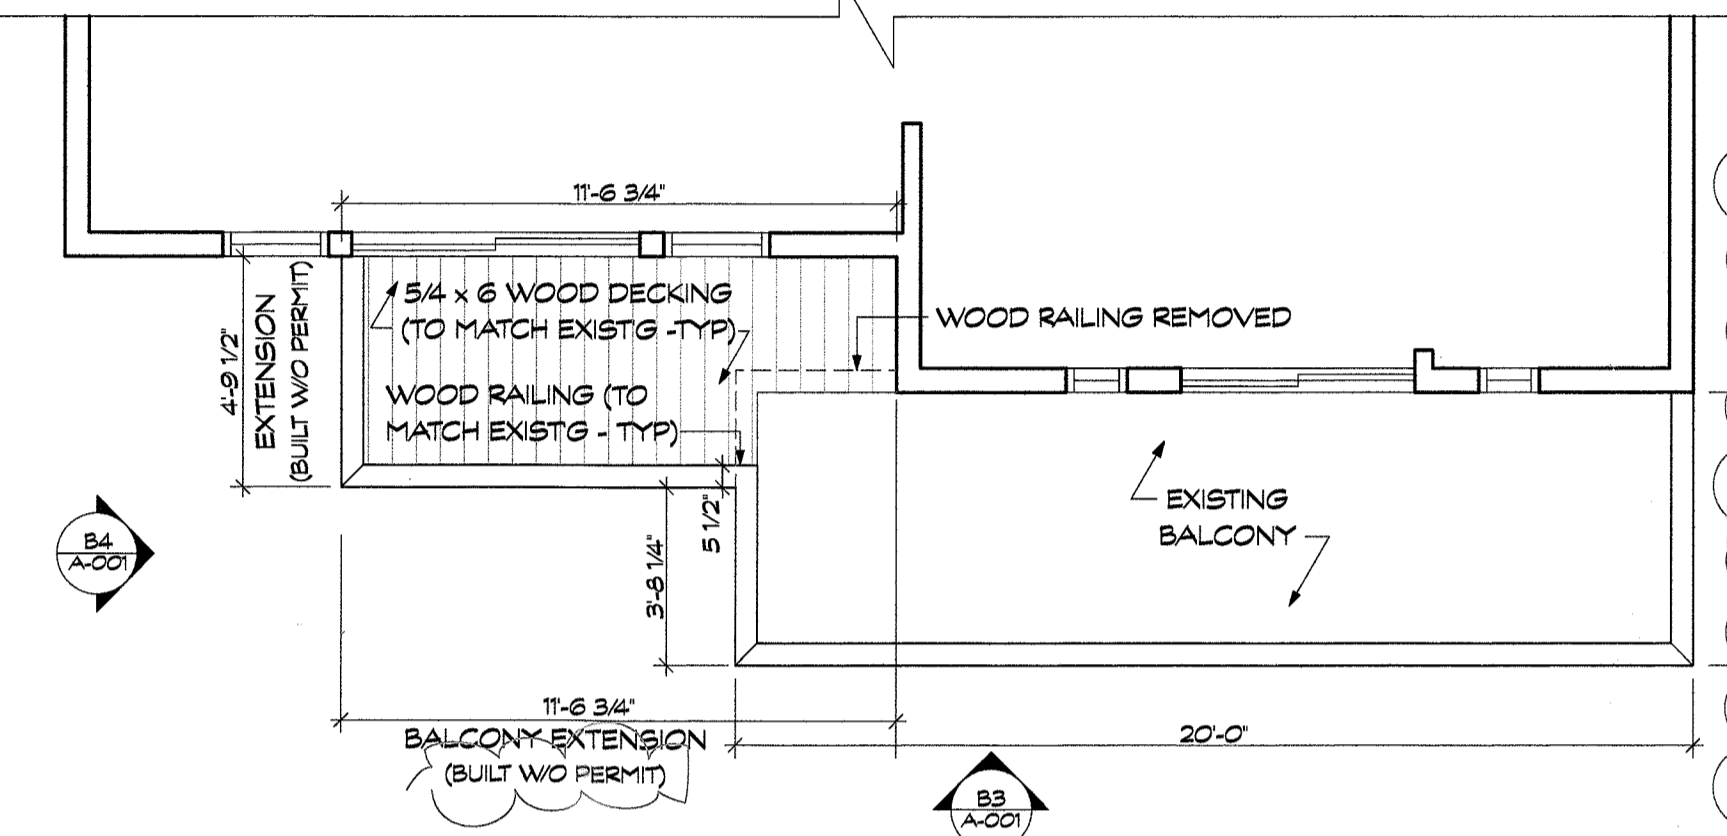 11'-6 3/4"
5/4 x 6 WOOD DECKING
(TO MATCH EXIST'G -TYP)
WOOD RAILING REMOVED
4'-9 1/2"
EXTENSION
(BUILT W/O PERMIT)
WOOD RAILING (TO
MATCH EXIST'G - TYP)
EXISTING
BALCONY
5 1/2"
3'-8 1/4"
B4
A-001
11'-6 3/4"
BALCONY EXTENSION
(BUILT W/O PERMIT)
20'-0"
B3
A-001